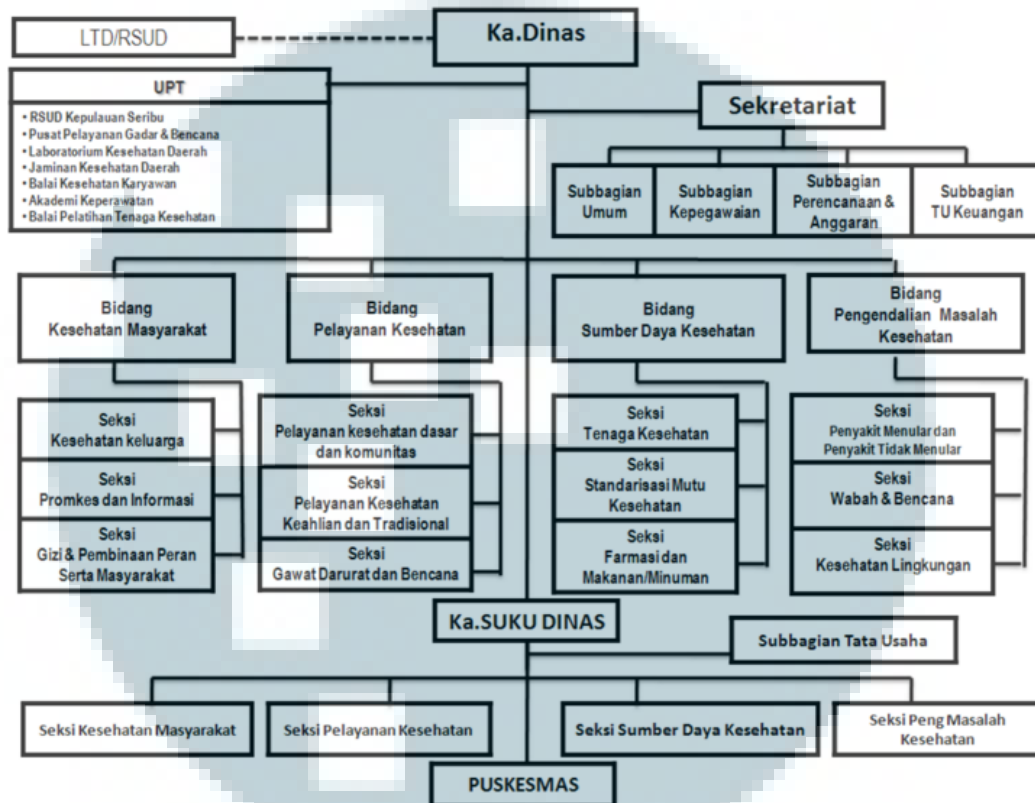 LTD/RSUD
Ka.Dinas
UPT
• RSUD Kepulauan Seribu
• Pusat Pelayanan Gadar & Bencana
• Laboratorium Kesehatan Daerah
• Jaminan Kesehatan Daerah
• Balai Kesehatan Karyawan
• Akademi Keperawatan
• Balai Pelatihan Tenaga Kesehatan
Sekretariat
Subbagian
Umum
Subbagian
Kepegawaian
Subbagian
Perencanaan &
Anggaran
Subbagian
TU Keuangan
Bidang
Kesehatan Masyarakat
Bidang
Pelayanan Kesehatan
Bidang
Sumber Daya Kesehatan
Bidang
Pengendalian Masalah
Kesehatan
Seksi
Kesehatan keluarga
Seksi
Promkes dan Informasi
Seksi
Gizi & Pembinaan Peran
Serta Masyarakat
Seksi
Pelayanan kesehatan dasar
dan komunitas
Seksi
Pelayanan Kesehatan
Keahlian dan Tradisional
Seksi
Gawat Darurat dan Bencana
Seksi
Tenaga Kesehatan
Seksi
Standarisasi Mutu
Kesehatan
Seksi
Farmasi dan
Makanan/Minuman
Seksi
Penyakit Menular dan
Penyakit Tidak Menular
Seksi
Wabah & Bencana
Seksi
Kesehatan Lingkungan
Ka.SUKU DINAS
Subbagian Tata Usaha
Seksi Kesehatan Masyarakat
Seksi Pelayanan Kesehatan
Seksi Sumber Daya Kesehatan
Seksi Peng Masalah
Kesehatan
PUSKESMAS